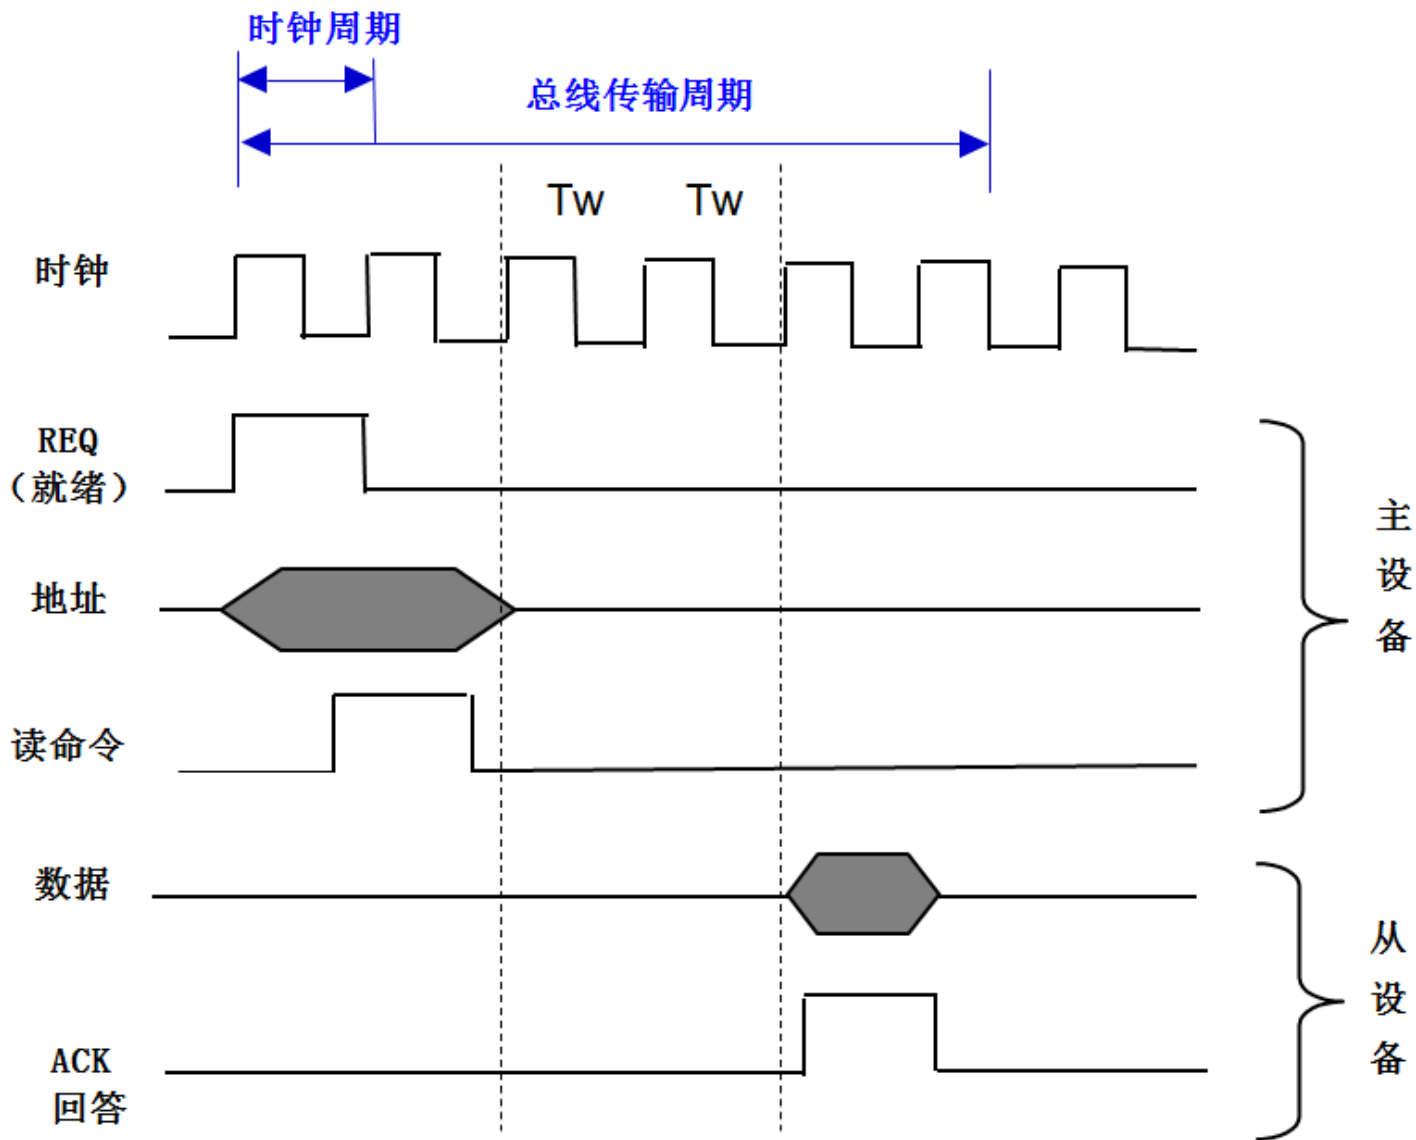 时钟周期
总线传输周期
Tw Tw
时钟
REQ
（就绪）
地址
读命令
主设备
数据
ACK
回答
从设备